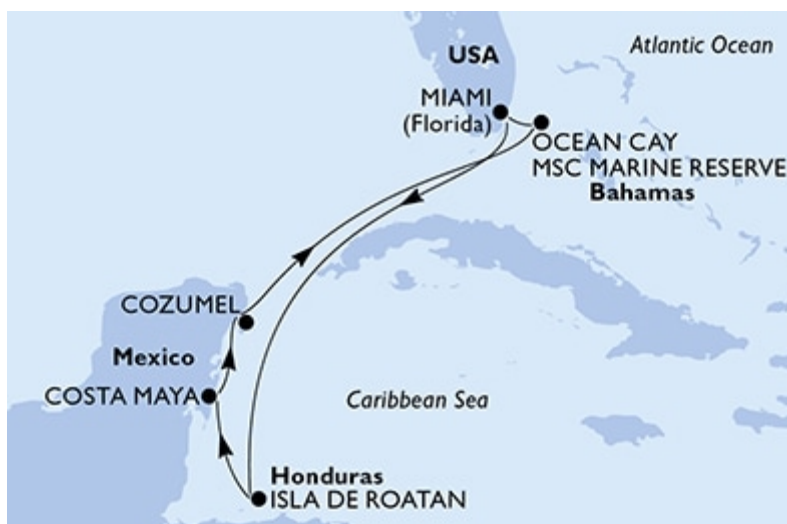 Atlantic Ocean
USA
MIAMI
(Florida)
OCEAN CAY
MSC MARINE RESERVE
Bahamas
COZUMEL
Mexico
COSTA MAYA
Caribbean Sea
Honduras
ISLA DE ROATAN